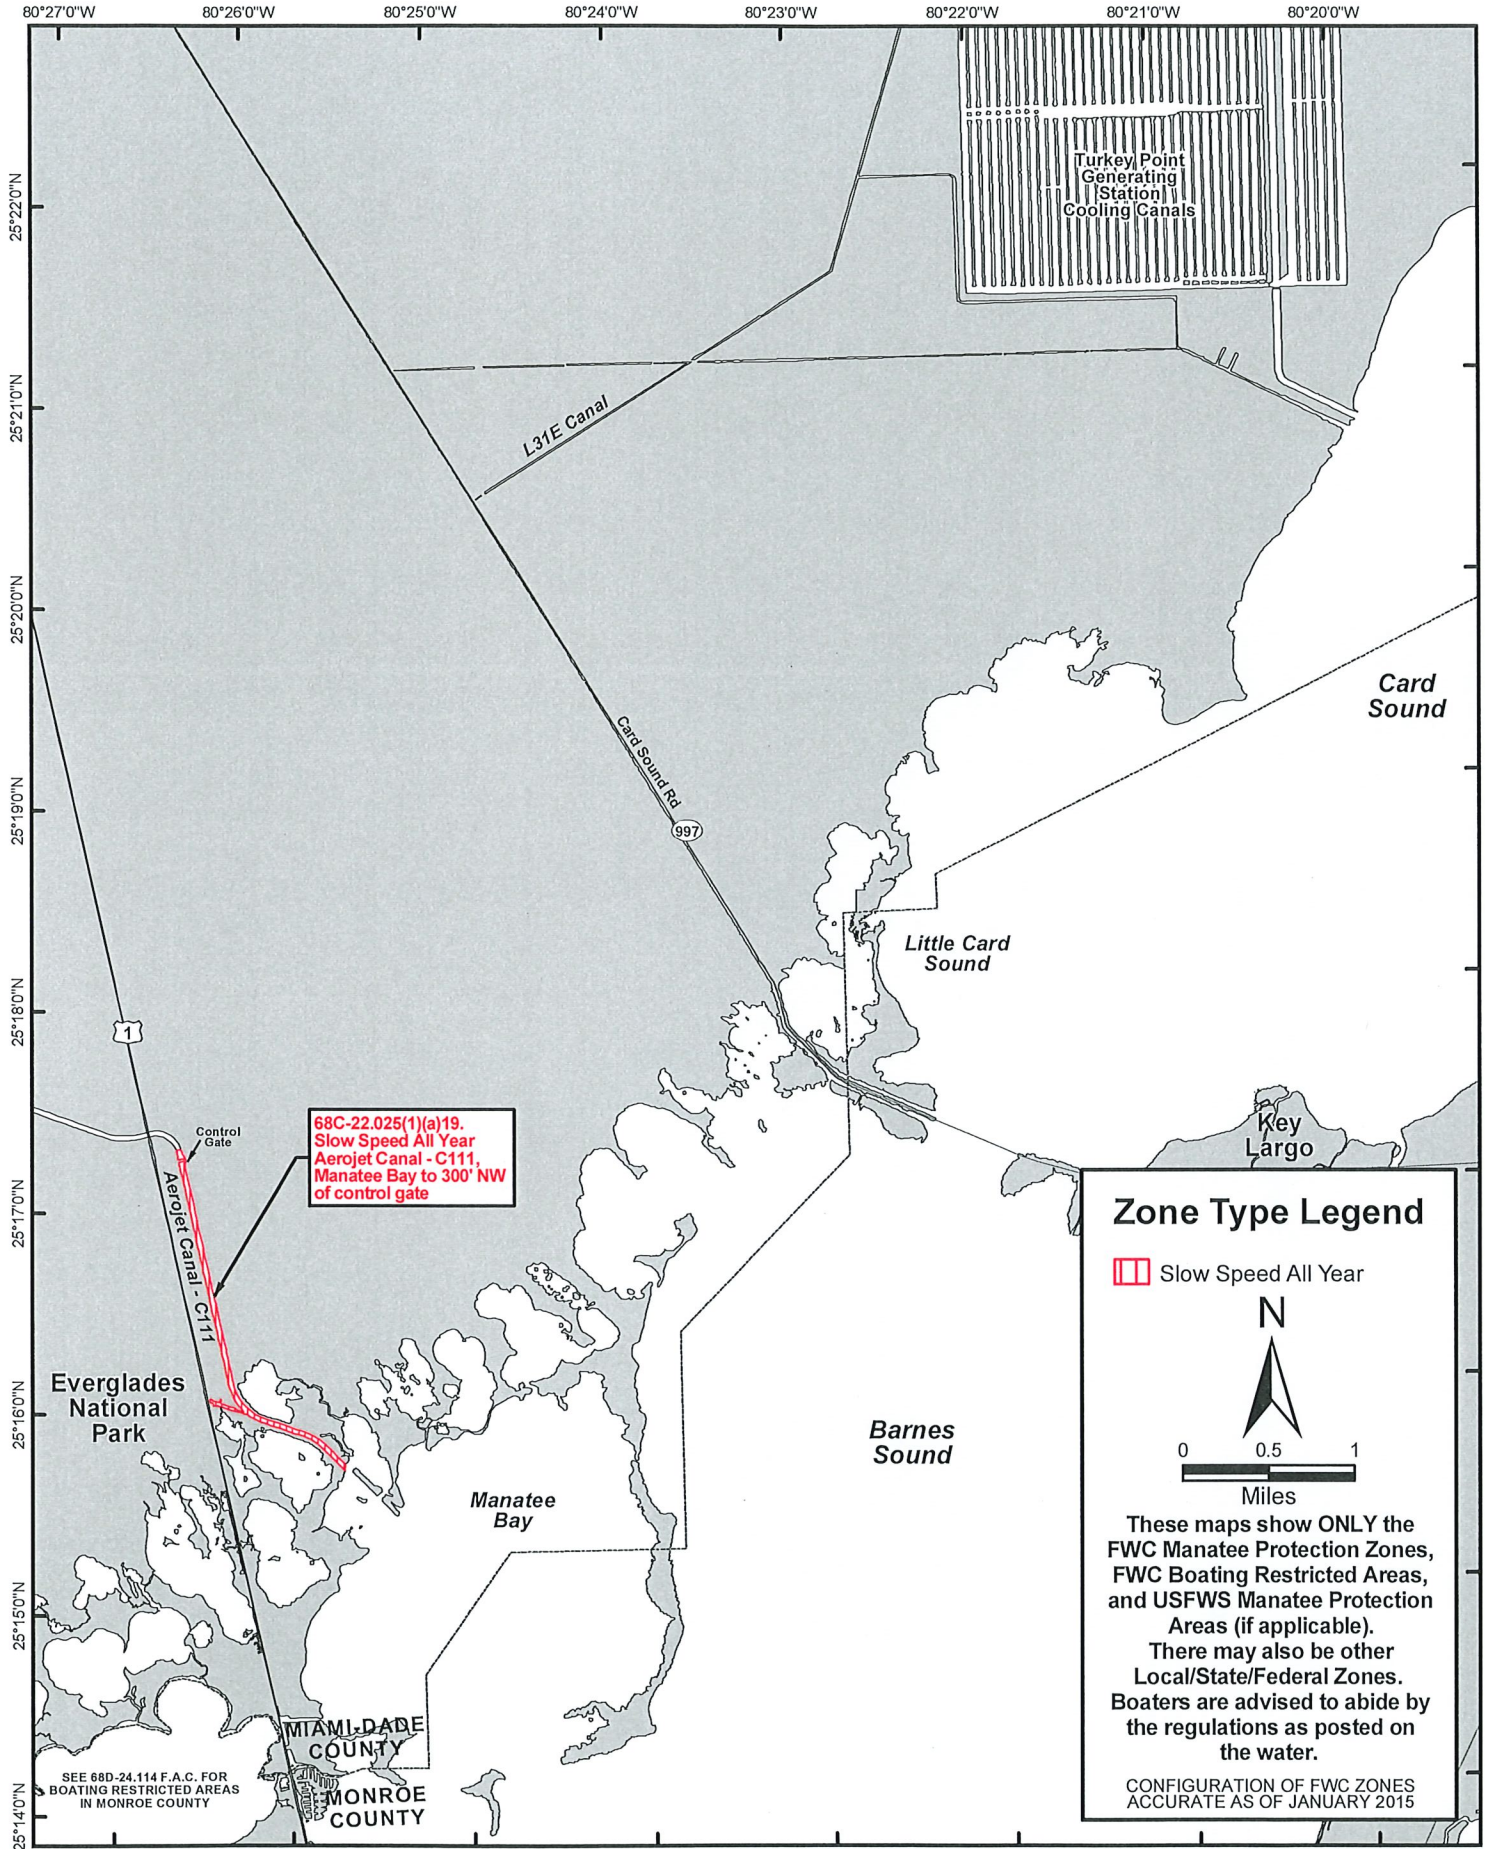 80°27'0"W
80°26'0"W
80°25'0"W
80°24'0"W
80°23'0"W
80°22'0"W
80°21'0"W
80°20'0"W
25°22'0"N
25°21'0"N
25°20'0"N
25°19'0"N
25°18'0"N
25°17'0"N
25°16'0"N
25°15'0"N
25°14'0"N
Turkey Point
Generating
Station
Cooling Canals
L31E Canal
Card Sound Rd
997
Card
Sound
Little Card
Sound
1
Control
Gate
68C-22.025(1)(a)19.
Slow Speed All Year
Aerojet Canal - C111,
Manatee Bay to 300' NW
of control gate
Aerojet Canal - C111
Key
Largo
Everglades
National
Park
Barnes
Sound
Manatee
Bay
MIAMI-DADE
COUNTY
MONROE
COUNTY
SEE 68D-24.114 F.A.C. FOR
BOATING RESTRICTED AREAS
IN MONROE COUNTY
Zone Type Legend
Slow Speed All Year
N
0 0.5 1
Miles
These maps show ONLY the
FWC Manatee Protection Zones,
FWC Boating Restricted Areas,
and USFWS Manatee Protection
Areas (if applicable).
There may also be other
Local/State/Federal Zones.
Boaters are advised to abide by
the regulations as posted on
the water.
CONFIGURATION OF FWC ZONES
ACCURATE AS OF JANUARY 2015